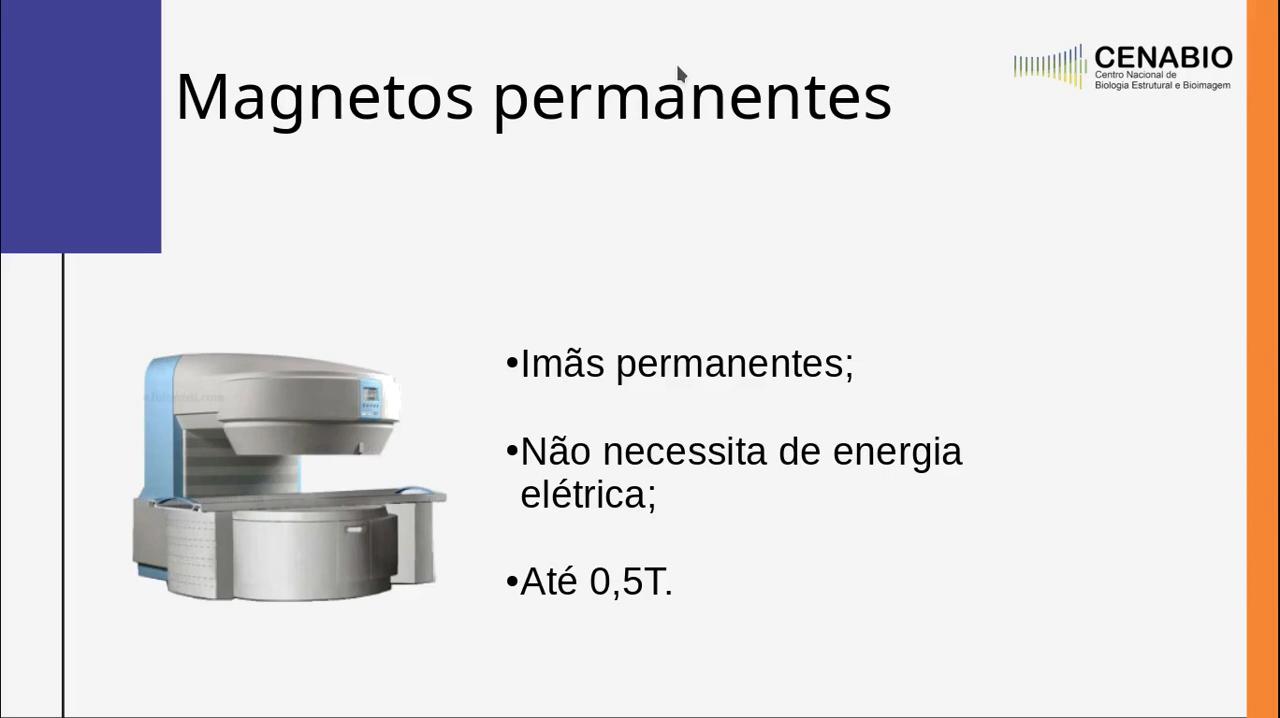 Magnetos permanentes
CENABIO
Centro Nacional de
Biologia Estrutural e Bioimagem
•Imãs permanentes;
•Não necessita de energia
elétrica;
•Até 0,5T.